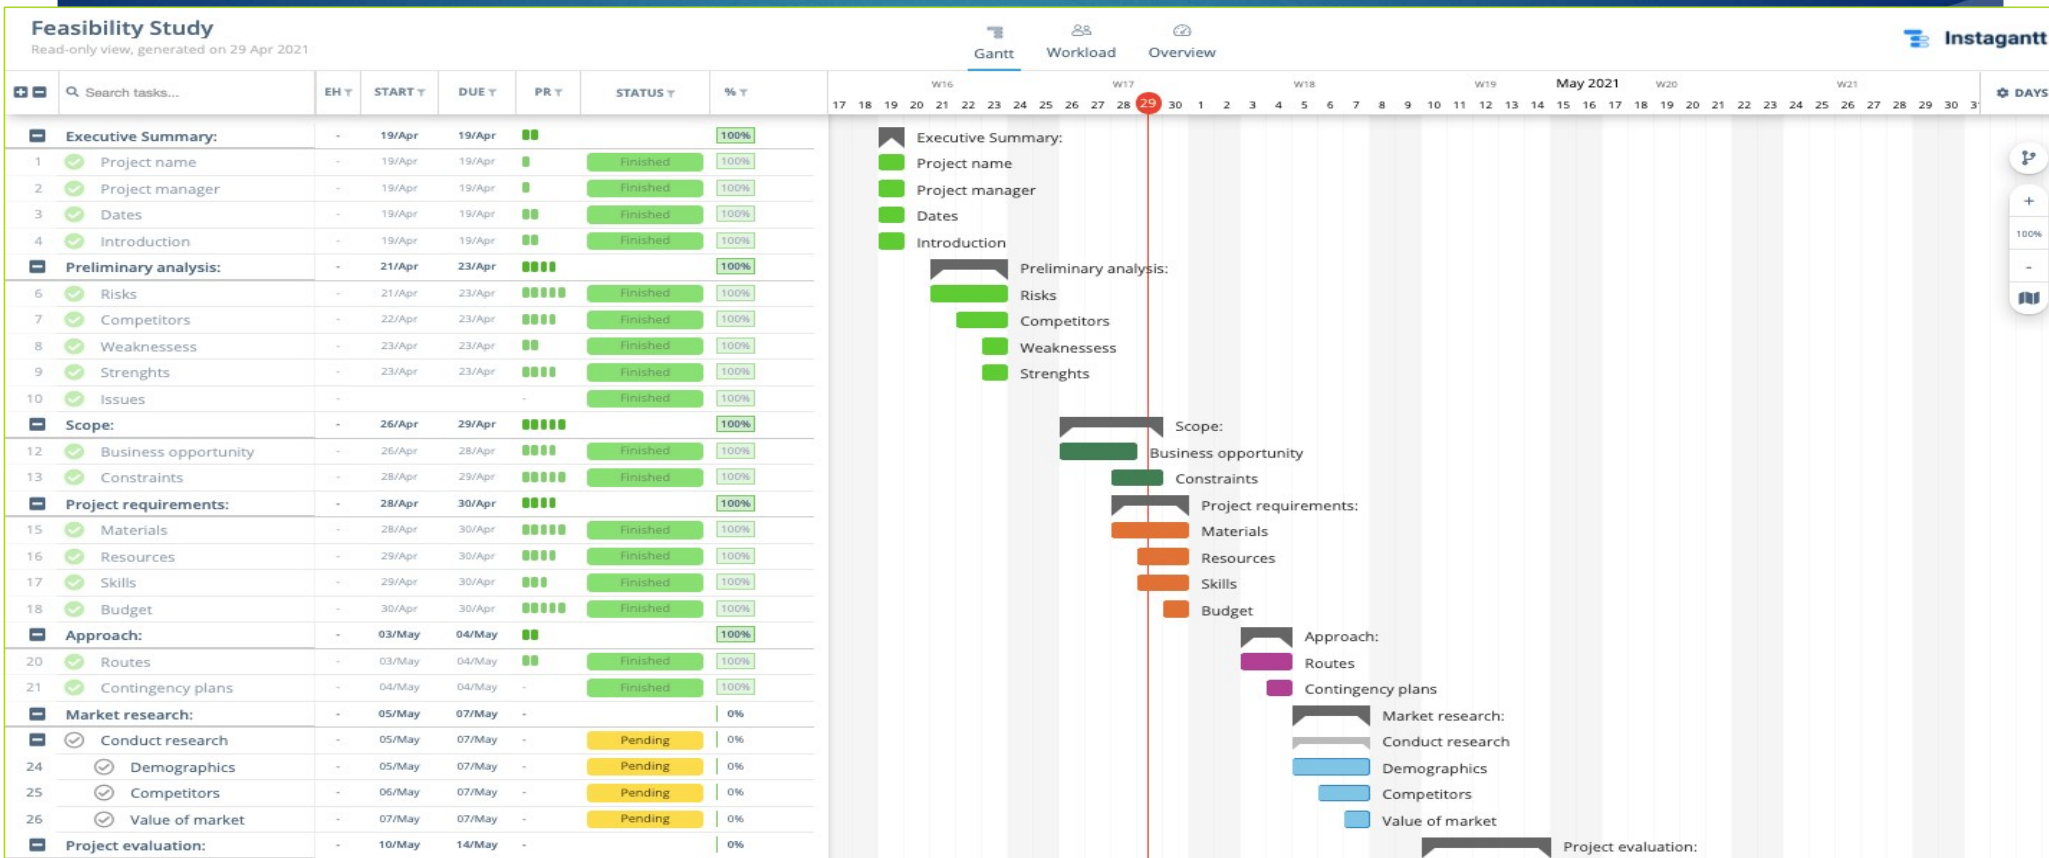 Feasibility Study
Read-only view, generated on 29 Apr 2021
Gantt Workload Overview
Instagantt
Search tasks... EH START DUE PR STATUS %
W16 W17 W18 W19 May 2021 W20 W21
17 18 19 20 21 22 23 24 25 26 27 28 29 30 1 2 3 4 5 6 7 8 9 10 11 12 13 14 15 16 17 18 19 20 21 22 23 24 25 26 27 28 29 30
DAYS
Executive Summary: - 19/Apr 19/Apr 100% Executive Summary:
1 Project name - 19/Apr 19/Apr Finished 100% Project name
2 Project manager - 19/Apr 19/Apr Finished 100% Project manager
3 Dates - 19/Apr 19/Apr Finished 100% Dates
4 Introduction - 19/Apr 19/Apr Finished 100% Introduction
Preliminary analysis: - 21/Apr 23/Apr 100% Preliminary analysis:
6 Risks - 21/Apr 23/Apr Finished 100% Risks
7 Competitors - 22/Apr 23/Apr Finished 100% Competitors
8 Weaknessess - 23/Apr 23/Apr Finished 100% Weaknessess
9 Strenghts - 23/Apr 23/Apr Finished 100% Strenghts
10 Issues - - Finished 100%
Scope: - 26/Apr 29/Apr 100% Scope:
12 Business opportunity - 26/Apr 28/Apr Finished 100% Business opportunity
13 Constraints - 28/Apr 29/Apr Finished 100% Constraints
Project requirements: - 28/Apr 30/Apr 100% Project requirements:
15 Materials - 28/Apr 30/Apr Finished 100% Materials
16 Resources - 29/Apr 30/Apr Finished 100% Resources
17 Skills - 29/Apr 30/Apr Finished 100% Skills
18 Budget - 30/Apr 30/Apr Finished 100% Budget
Approach: - 03/May 04/May 100% Approach:
20 Routes - 03/May 04/May Finished 100% Routes
21 Contingency plans - 04/May 04/May - Finished 100% Contingency plans
Market research: - 05/May 07/May - 0% Market research:
Conduct research - 05/May 07/May - Pending 0% Conduct research
24 Demographics - 05/May 07/May - Pending 0% Demographics
25 Competitors - 06/May 07/May - Pending 0% Competitors
26 Value of market - 07/May 07/May - Pending 0% Value of market
Project evaluation: - 10/May 14/May - 0% Project evaluation:
+
100%
-